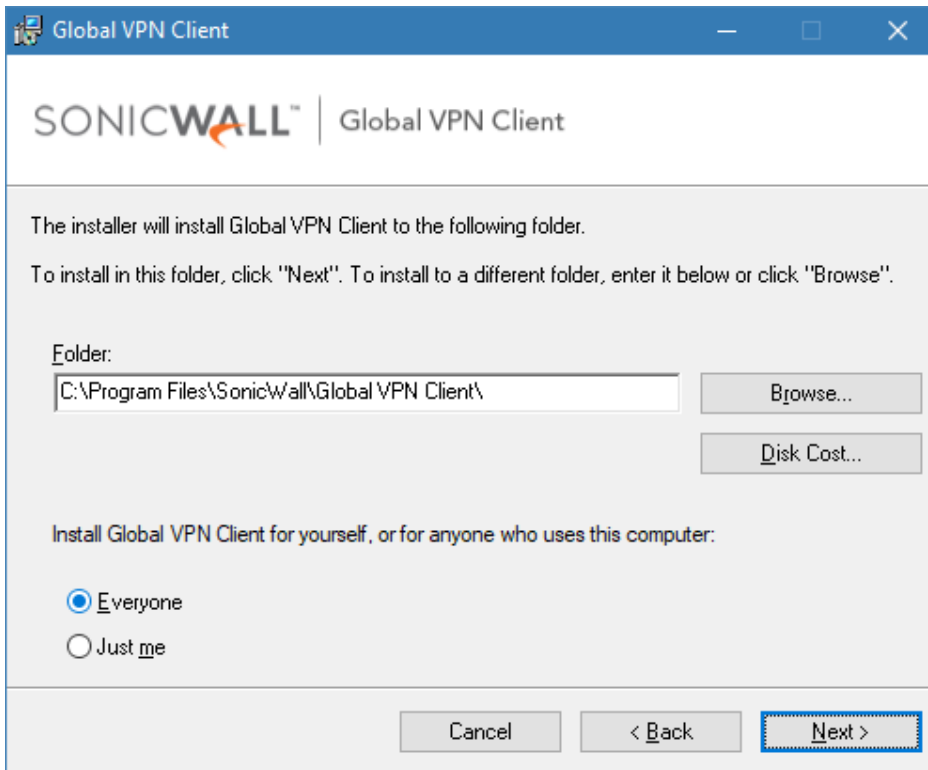 Global VPN Client
SONICWALL™ Global VPN Client
The installer will install Global VPN Client to the following folder.
To install in this folder, click "Next". To install to a different folder, enter it below or click "Browse".
Folder:
C:\Program Files\SonicWall\Global VPN Client\
Browse...
Disk Cost...
Install Global VPN Client for yourself, or for anyone who uses this computer:
Everyone
Just me
Cancel < Back Next >